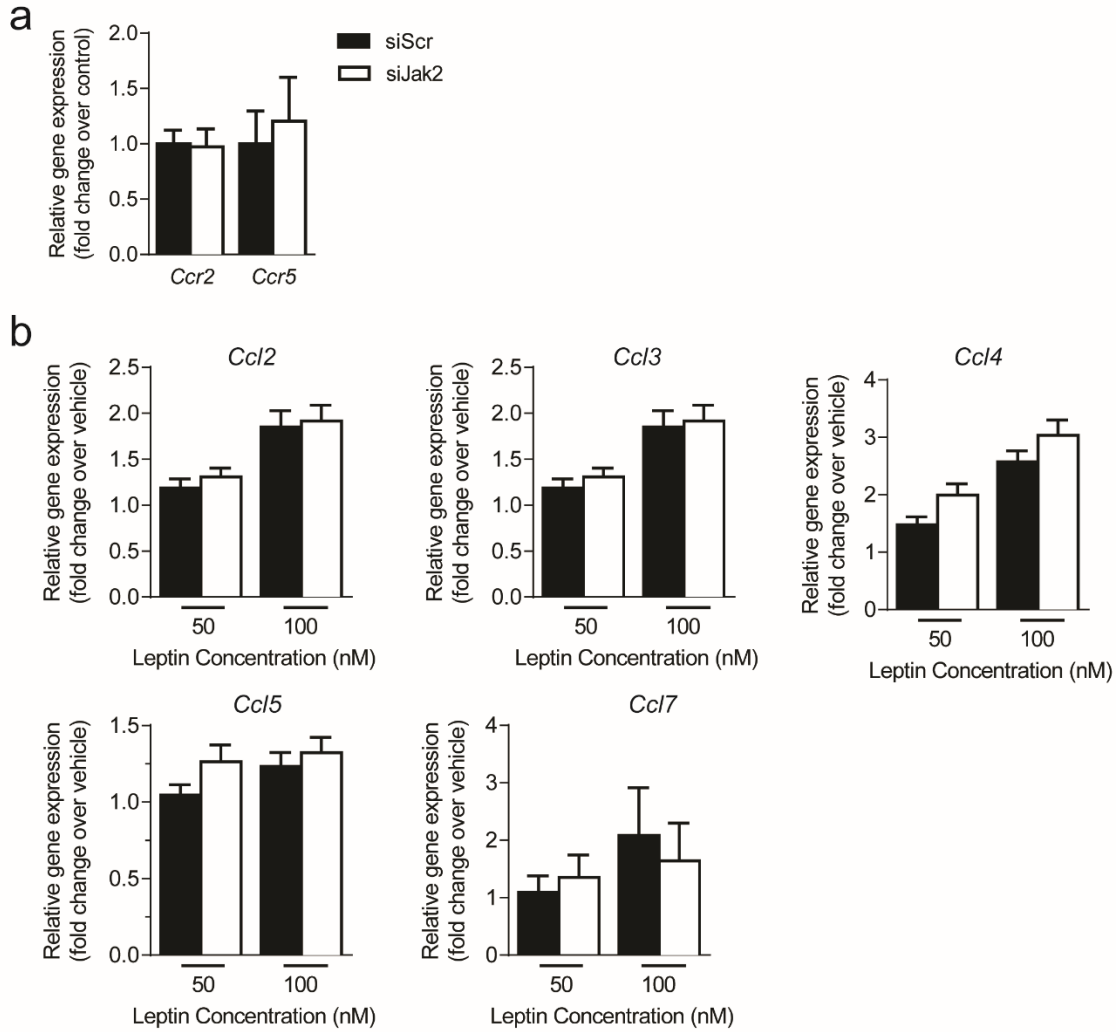 a
Relative gene expression
(fold change over control)
2.0
1.5
1.0
0.5
0.0
Ccr2 Ccr5
siScr
siJak2
b
Ccl2
Relative gene expression
(fold change over vehicle)
2.5
2.0
1.5
1.0
0.5
0.0
50 100
Leptin Concentration (nM)
Ccl3
Relative gene expression
(fold change over vehicle)
2.5
2.0
1.5
1.0
0.5
0.0
50 100
Leptin Concentration (nM)
Ccl4
Relative gene expression
(fold change over vehicle)
4
3
2
1
0
50 100
Leptin Concentration (nM)
Ccl5
Relative gene expression
(fold change over vehicle)
1.5
1.0
0.5
0.0
50 100
Leptin Concentration (nM)
Ccl7
Relative gene expression
(fold change over vehicle)
4
3
2
1
0
50 100
Leptin Concentration (nM)